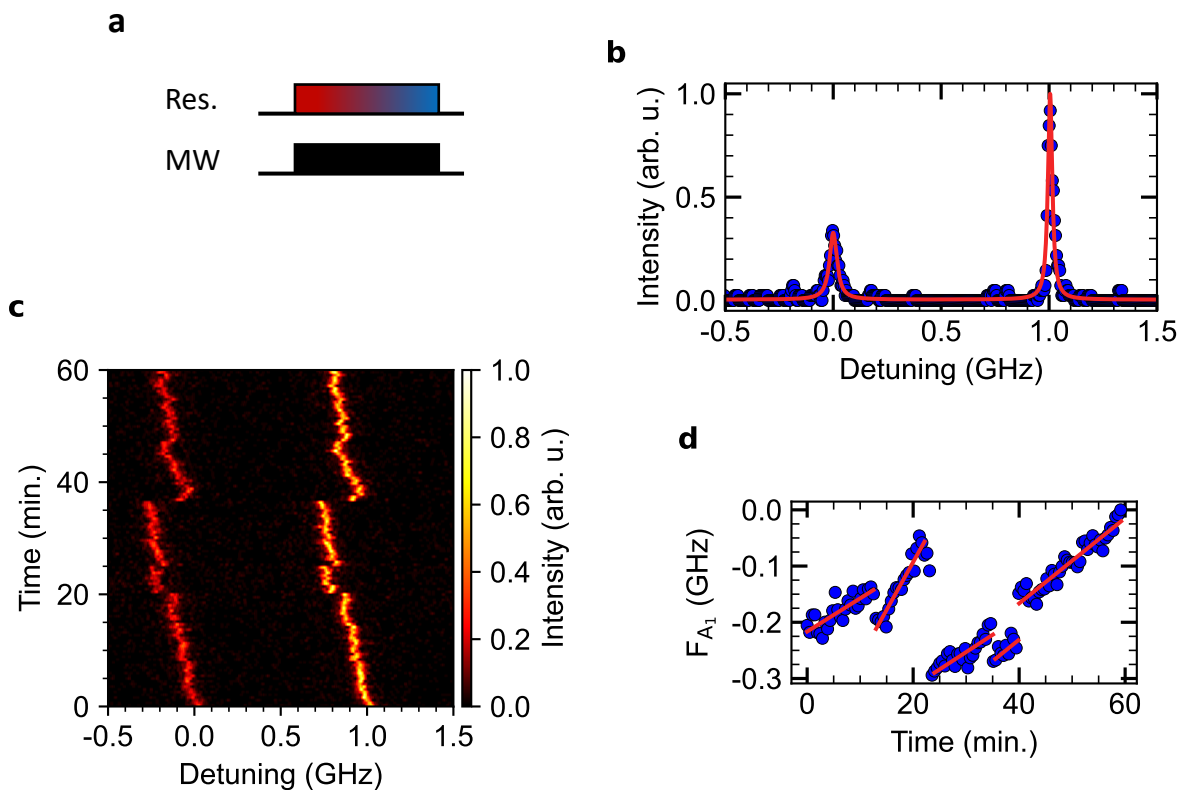 a
Res.
MW
b
Intensity (arb. u.)
1.0
0.5
0.0
-0.5 0.0 0.5 1.0 1.5
Detuning (GHz)
c
Time (min.)
60
40
20
0
-0.5 0.0 0.5 1.0 1.5
Detuning (GHz)
1.0
0.8
0.6
0.4
0.2
0.0
Intensity (arb. u.)
d
F_A₁ (GHz)
0.0
-0.1
-0.2
-0.3
0 20 40 60
Time (min.)